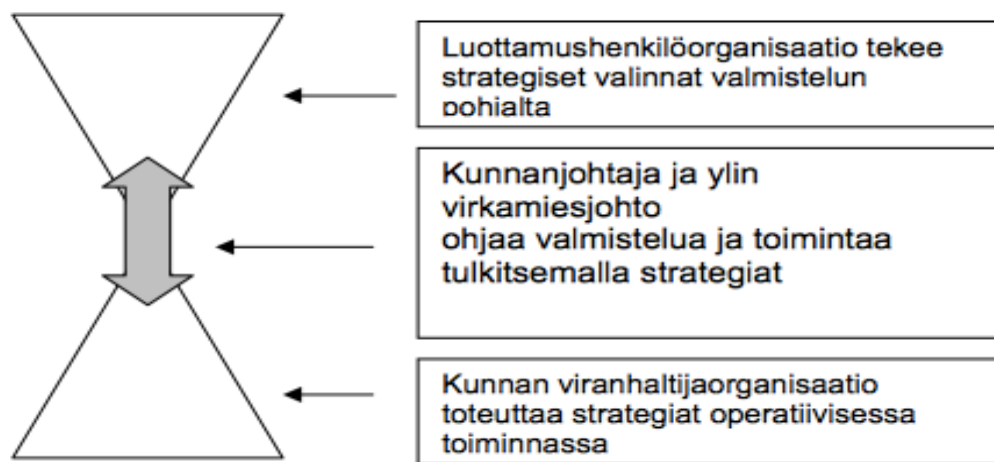 Luottamushenkilöorganisaatio tekee
strategiset valinnat valmistelun
pohjalta
Kunnanjohtaja ja ylin
virkamiesjohto
ohjaa valmistelua ja toimintaa
tulkitsemalla strategiat
Kunnan viranhaltijaorganisaatio
toteuttaa strategiat operatiivisessa
toiminnassa